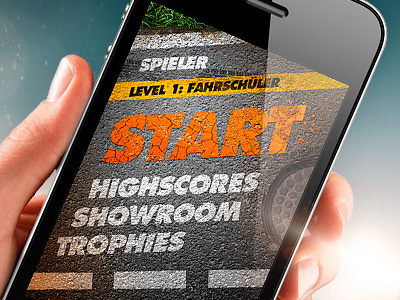 SPIELER
LEVEL 1: FAHRSCHÜLER
START
HIGHSCORES
SHOWROOM
TROPHIES